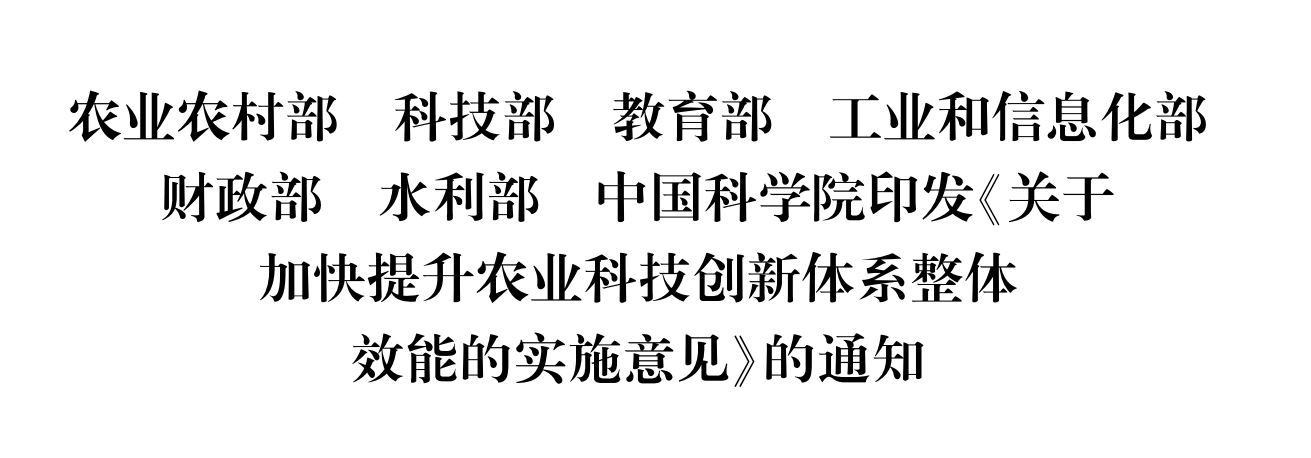 农业农村部　科技部　教育部　工业和信息化部
财政部　水利部　中国科学院印发《关于
加快提升农业科技创新体系整体
效能的实施意见》的通知